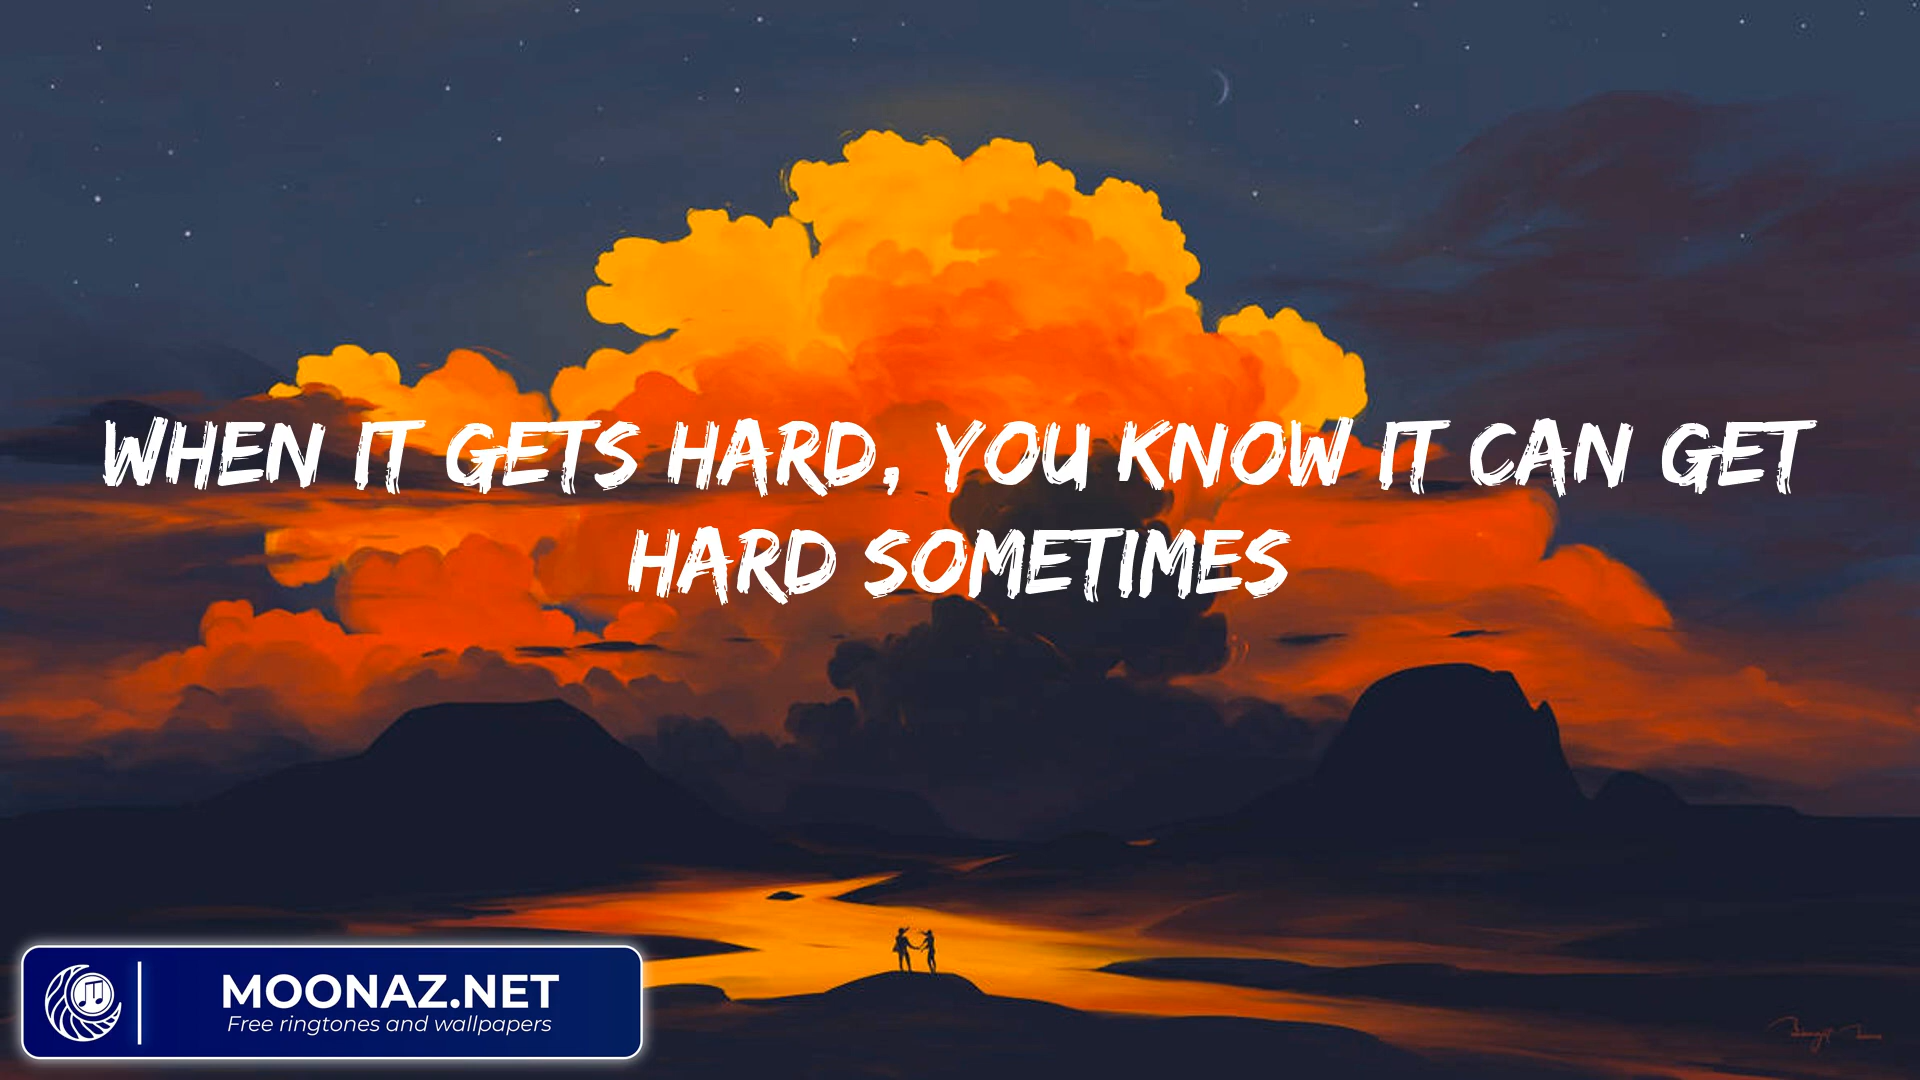 WHEN IT GETS HARD, YOU KNOW IT CAN GET
HARD SOMETIMES
MOONAZ.NET
Free ringtones and wallpapers